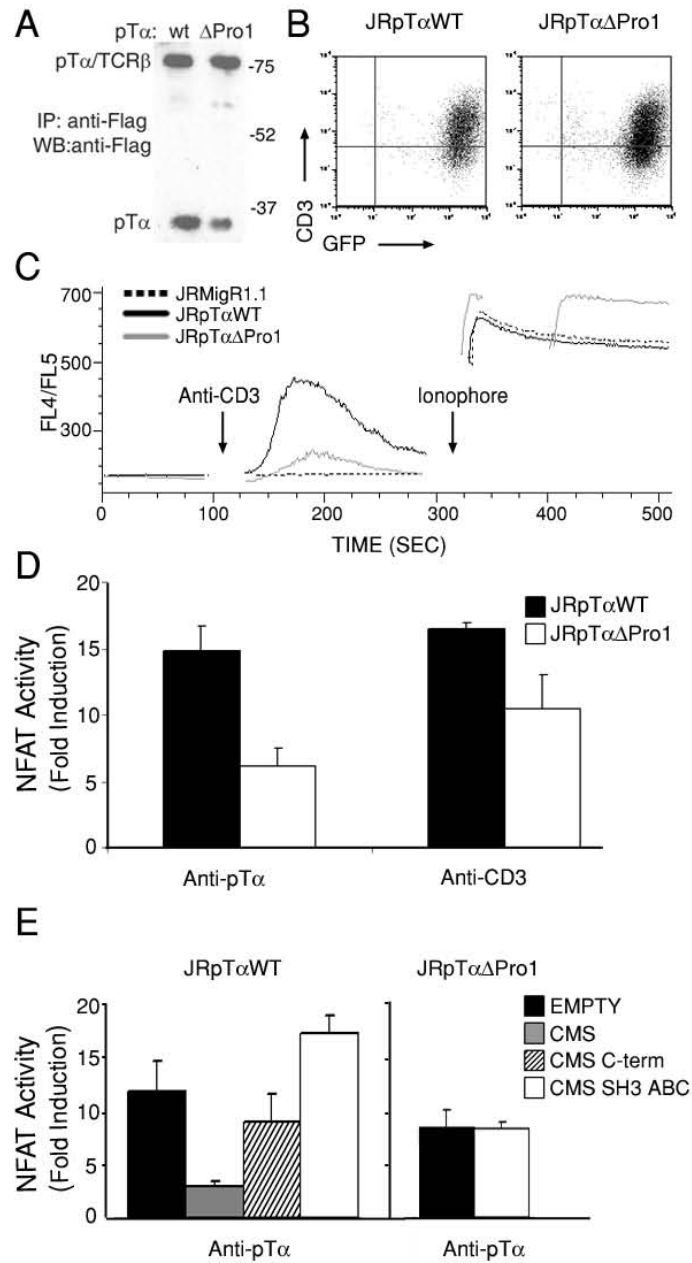 A
pTα: wt ΔPro1
pTα/TCRβ
-75
IP: anti-Flag
WB:anti-Flag
-52
-37
pTα
B
JRpTαWT
JRpTαΔPro1
CD3
GFP
C
JRMigR1.1
JRpTαWT
JRpTαΔPro1
Anti-CD3
Ionophore
FL4/FL5
700
500
300
0 100 200 300 400 500
TIME (SEC)
D
JRpTαWT
JRpTαΔPro1
NFAT Activity
(Fold Induction)
20
15
10
5
0
Anti-pTα
Anti-CD3
E
JRpTαWT
JRpTαΔPro1
EMPTY
CMS
CMS C-term
CMS SH3 ABC
NFAT Activity
(Fold Induction)
20
15
10
5
0
Anti-pTα
Anti-pTα